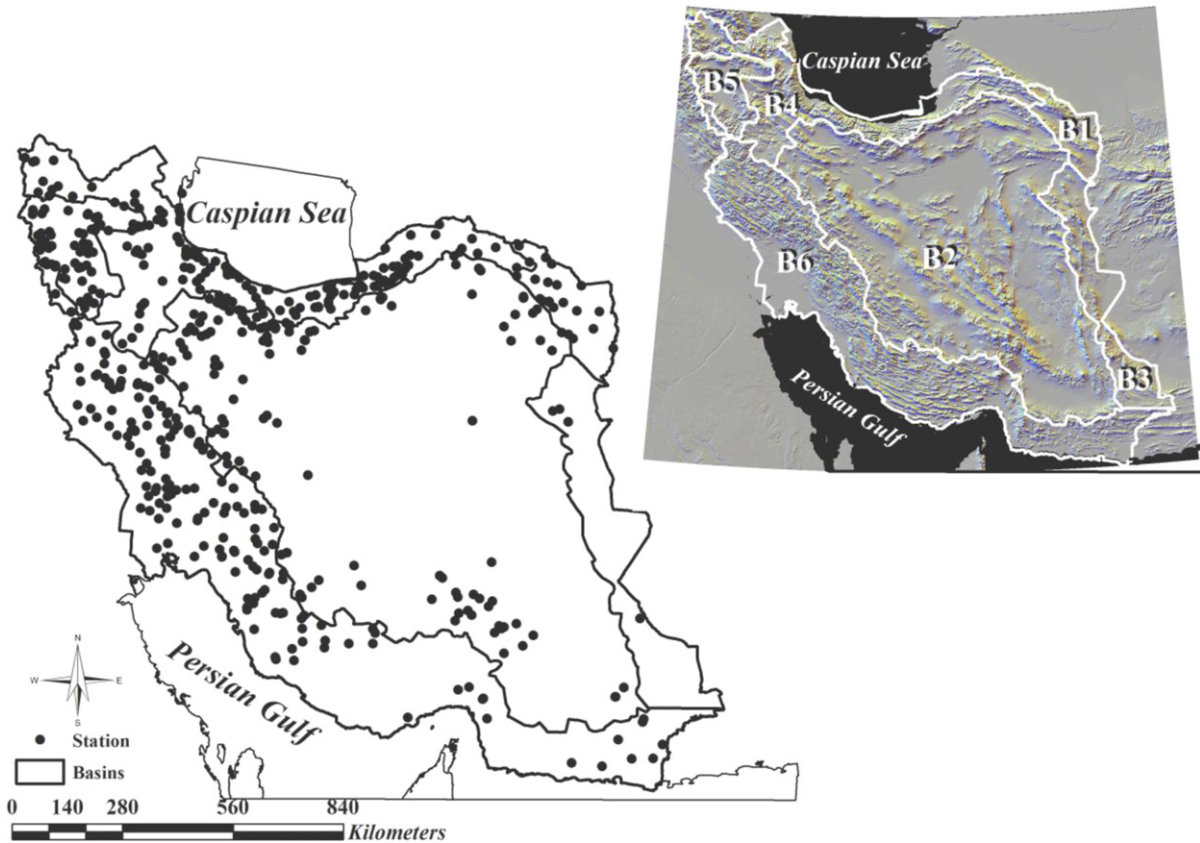 Caspian Sea
B5
B4
B1
B2
B6
B3
Persian Gulf
Caspian Sea
Persian Gulf
N
W
E
S
Station
Basins
0 140 280 560 840
Kilometers